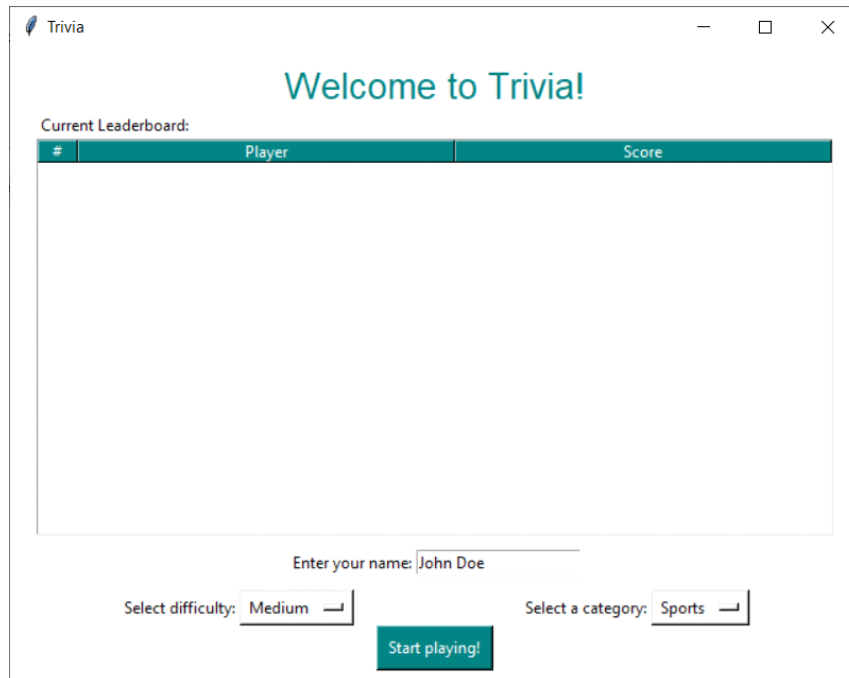 Trivia
Welcome to Trivia!
Current Leaderboard:
# Player Score
Enter your name: John Doe
Select difficulty: Medium Select a category: Sports
Start playing!